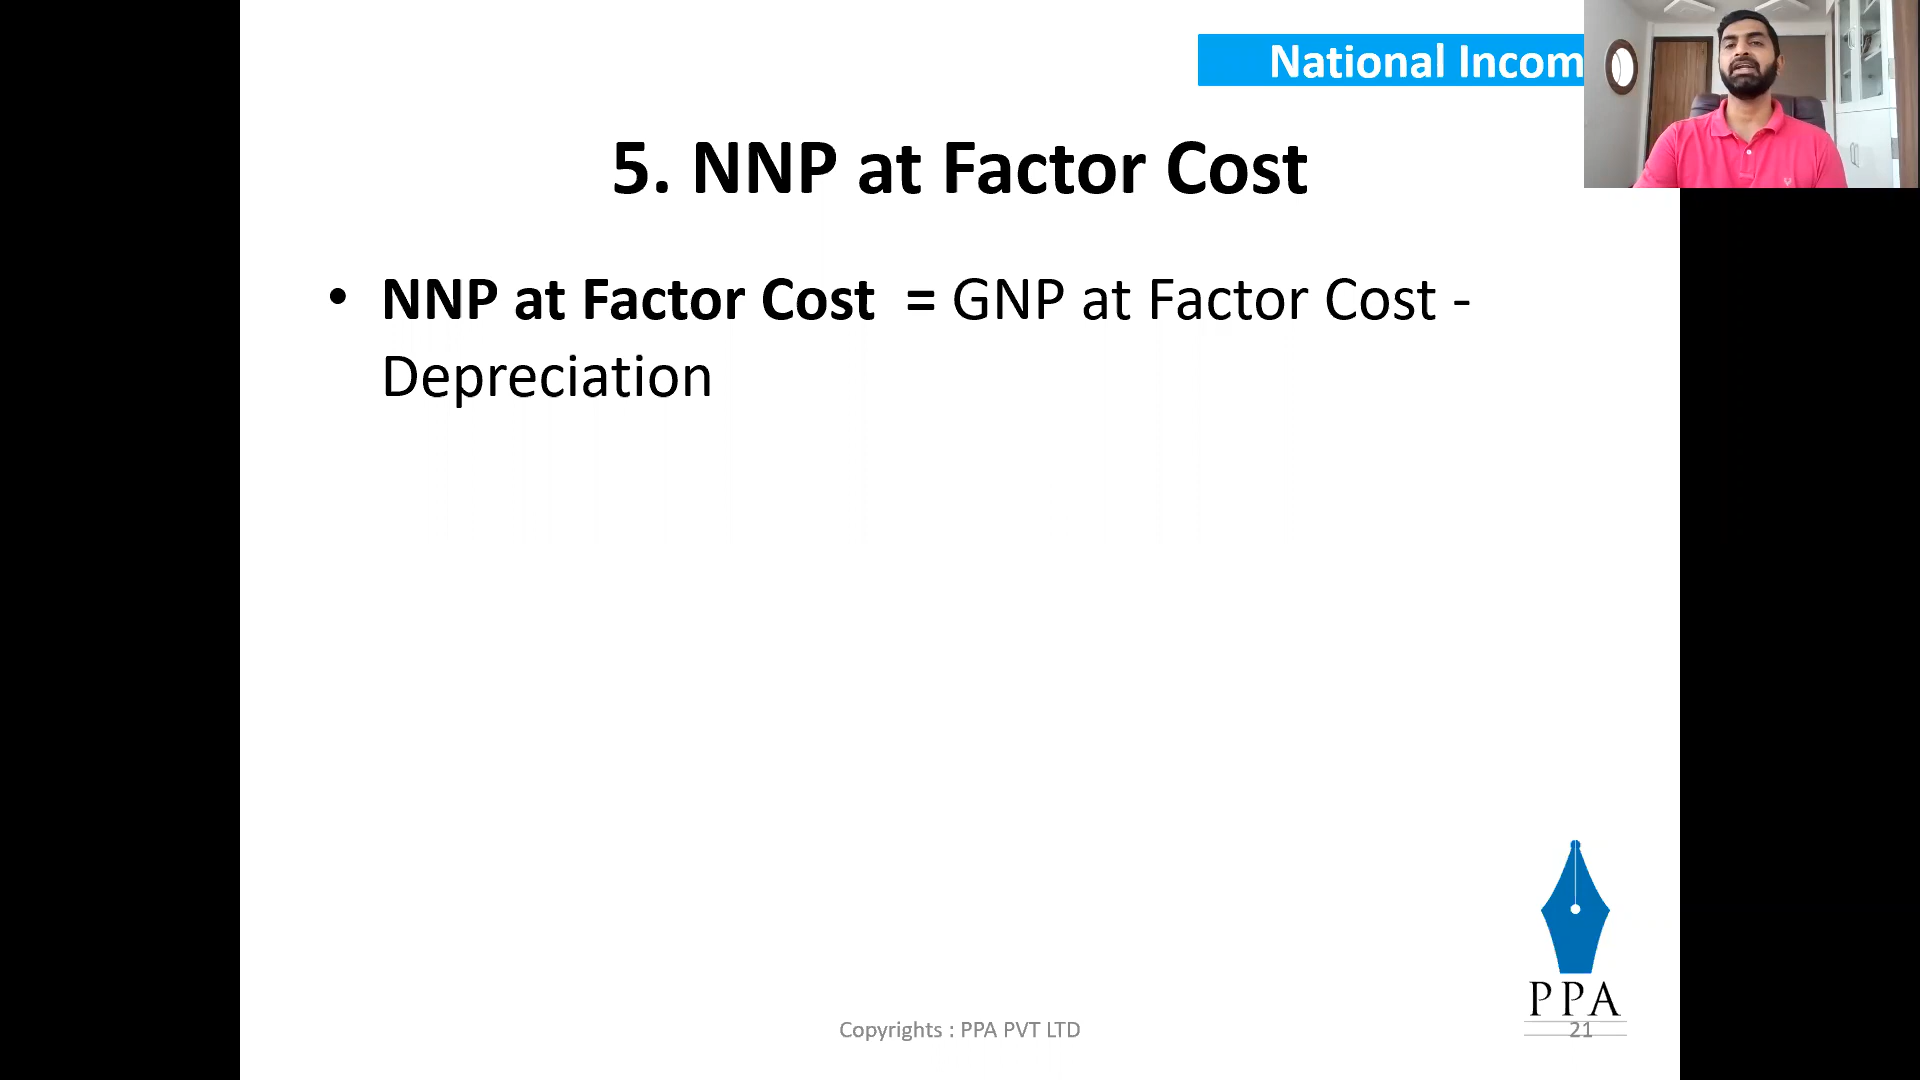 National Incom
5. NNP at Factor Cost
• NNP at Factor Cost = GNP at Factor Cost -
Depreciation
PPA
Copyrights : PPA PVT LTD
21